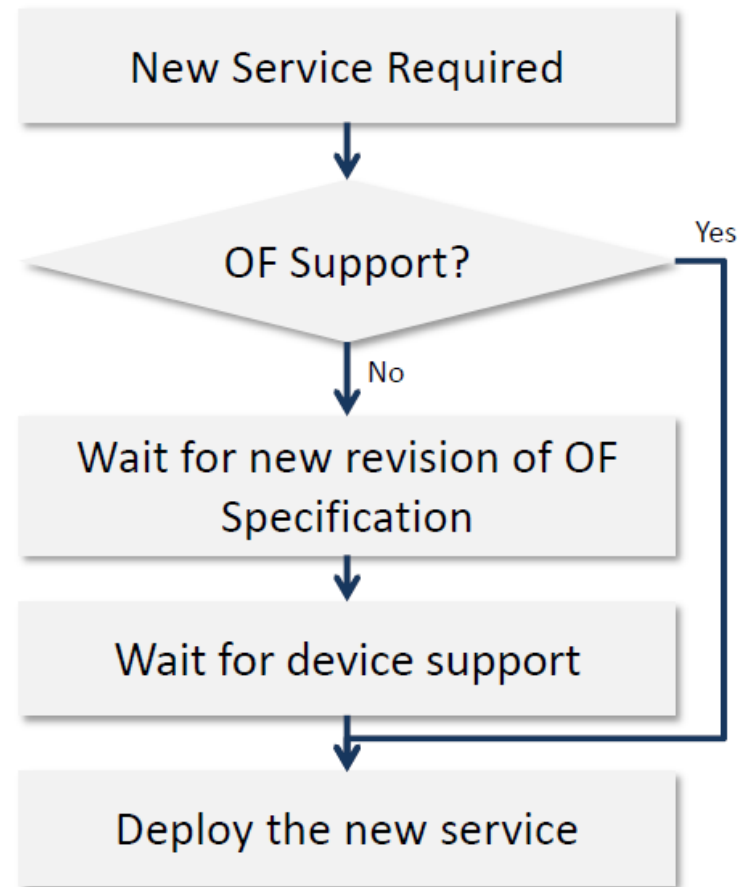 New Service Required
OF Support?
Yes
No
Wait for new revision of OF
Specification
Wait for device support
Deploy the new service